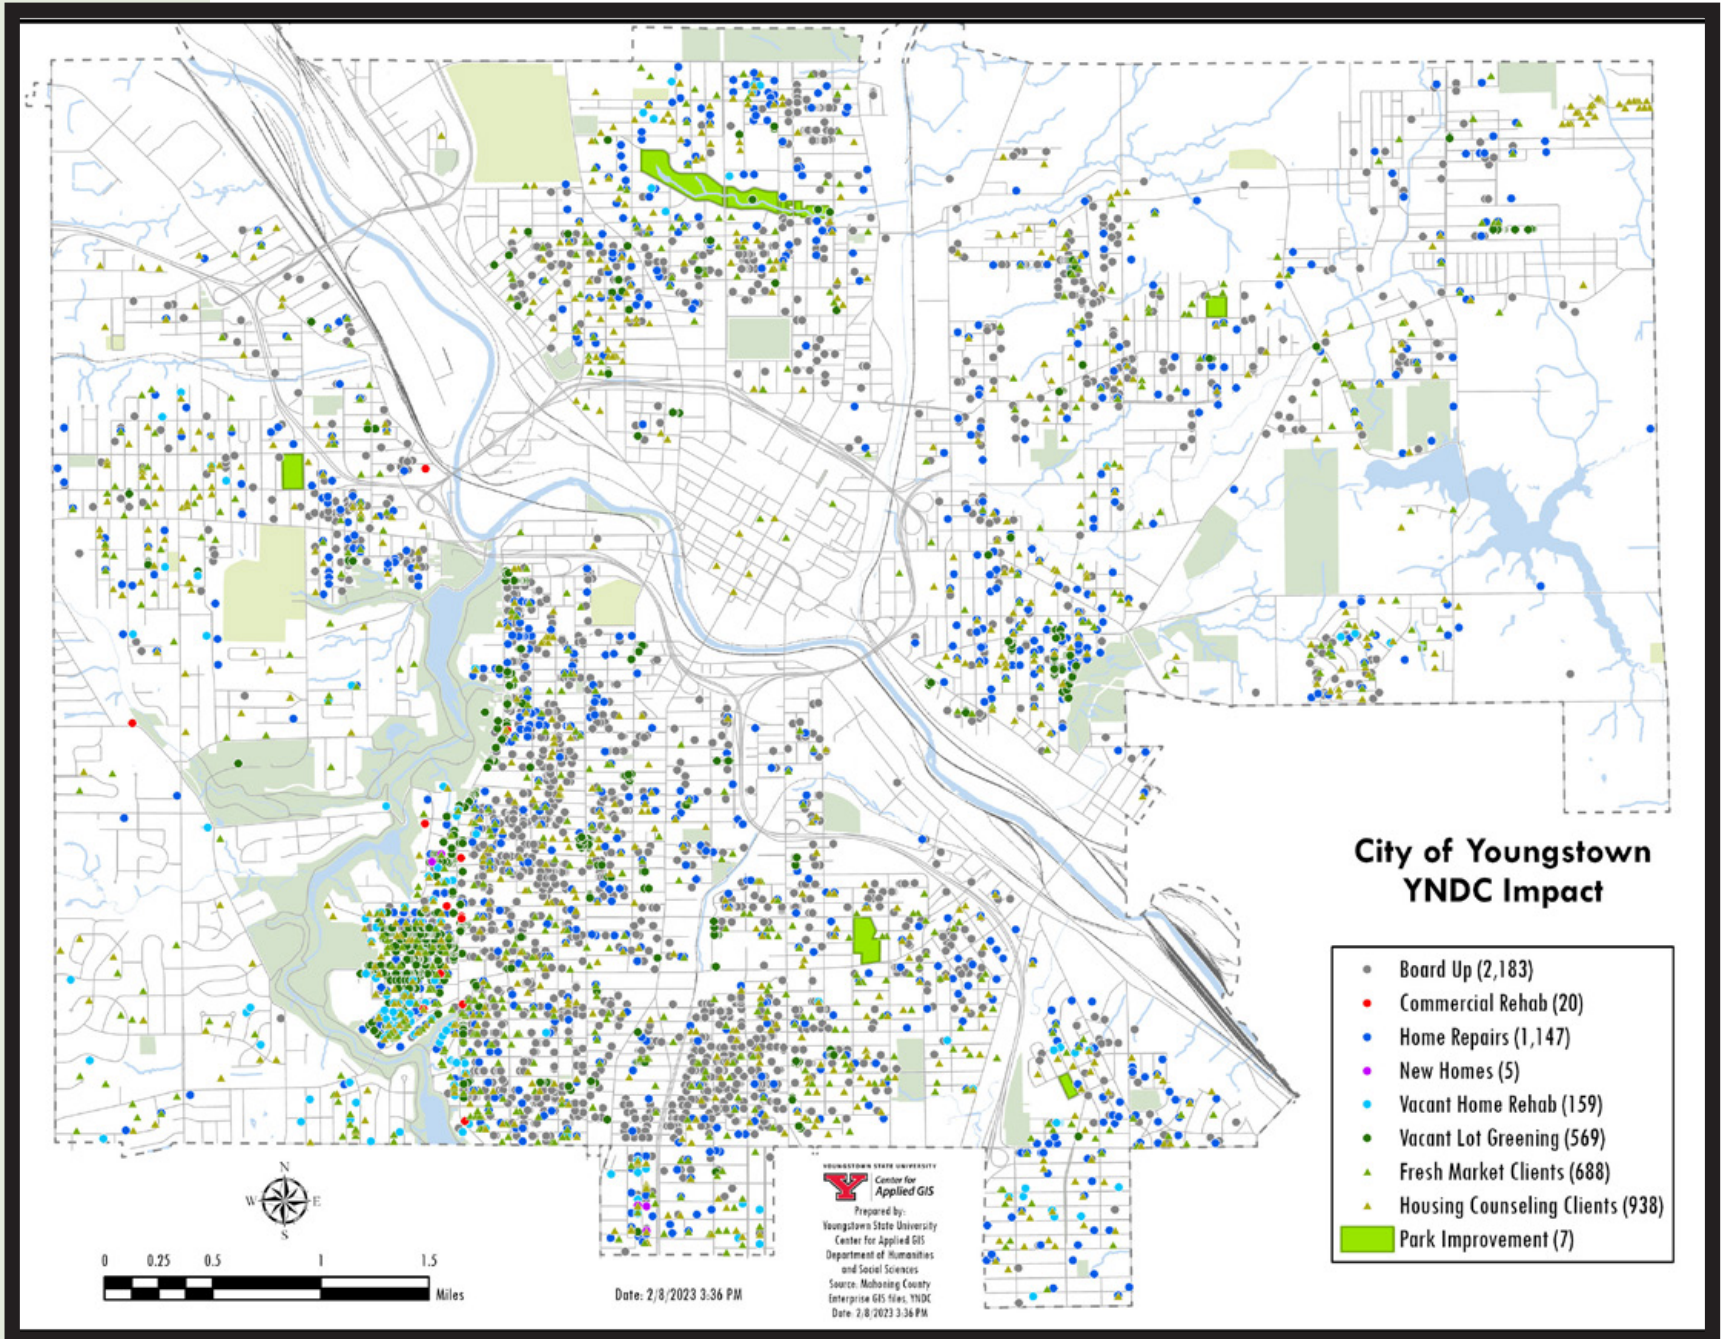 City of Youngstown
YNDC Impact
Board Up (2,183)
Commercial Rehab (20)
Home Repairs (1,147)
New Homes (5)
Vacant Home Rehab (159)
Vacant Lot Greening (569)
Fresh Market Clients (688)
Housing Counseling Clients (938)
Park Improvement (7)
N
W E
S
0 0.25 0.5 1 1.5
Miles
Date: 2/8/2023 3:36 PM
YOUNGSTOWN STATE UNIVERSITY
Y
Center for
Applied GIS
Prepared by:
Youngstown State University
Center for Applied GIS
Department of Humanities
and Social Sciences
Source: Mahoning County
Enterprise GIS files, YNDC
Date: 2/8/2023 3:36 PM